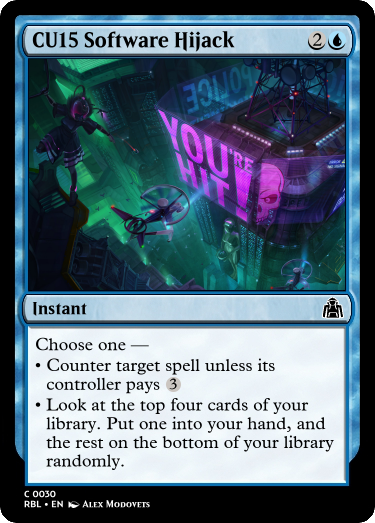 CU15 Software Hijack 2
POLICE
YOU'RE
HIT
Instant
Choose one —
• Counter target spell unless its
controller pays 3
• Look at the top four cards of your
library. Put one into your hand, and
the rest on the bottom of your library
randomly.
C 0030
RBL • EN Alex Modovets